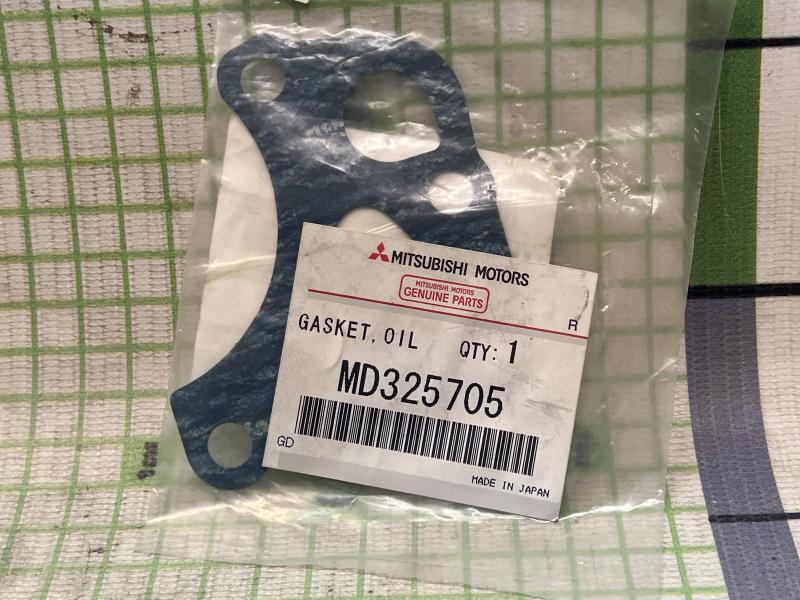 MITSUBISHI MOTORS
MITSUBISHI MOTORS
GENUINE PARTS
R
GASKET, OIL QTY: 1
MD325705
GD
MADE IN JAPAN